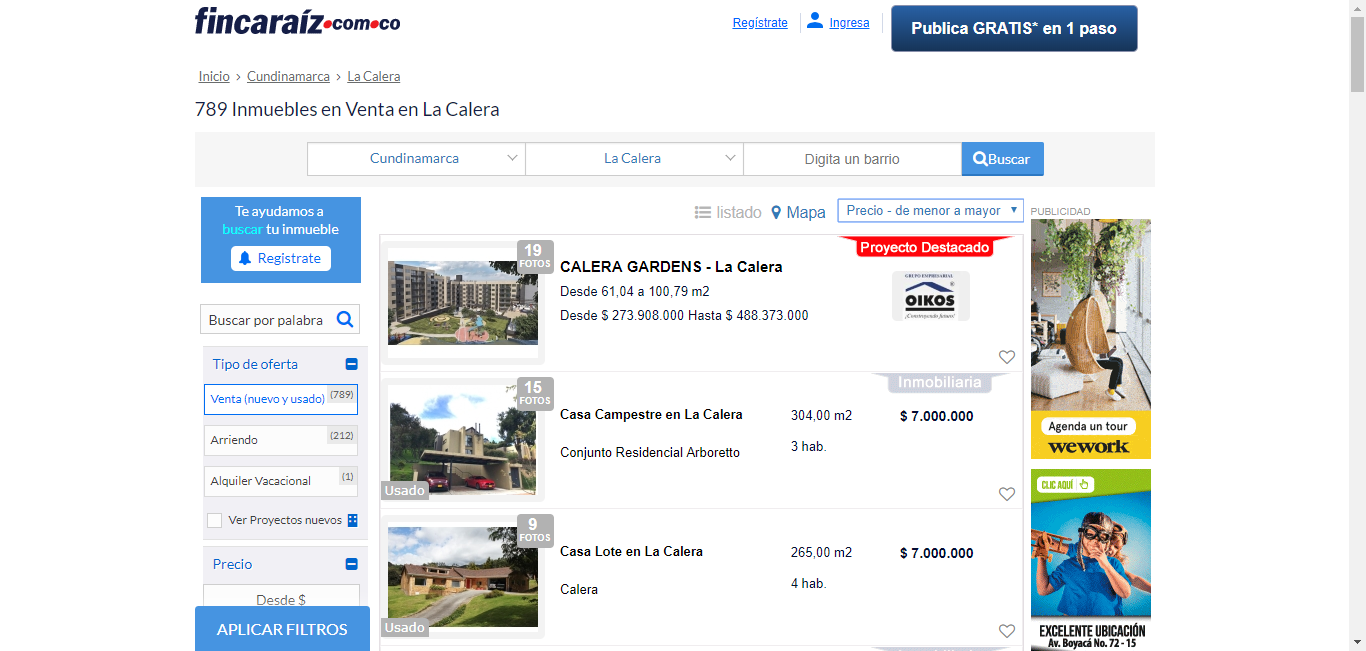 fincaraíz.com.co
Regístrate
Ingresa
Publica GRATIS* en 1 paso
Inicio › Cundinamarca › La Calera
789 Inmuebles en Venta en La Calera
Cundinamarca
La Calera
Digita un barrio
Buscar
Te ayudamos a
buscar tu inmueble
Registrate
listado
Mapa
Precio - de menor a mayor
PUBLICIDAD
Buscar por palabra
Tipo de oferta
Venta (nuevo y usado) (789)
Arriendo (212)
Alquiler Vacacional (1)
Ver Proyectos nuevos
Precio
Desde $
APLICAR FILTROS
19
FOTOS
CALERA GARDENS - La Calera
Desde 61,04 a 100,79 m2
Desde $ 273.908.000 Hasta $ 488.373.000
Proyecto Destacado
GRUPO EMPRESARIAL
OIKOS
¡Construyendo futuro!
15
FOTOS
Usado
Casa Campestre en La Calera
Conjunto Residencial Arboretto
304,00 m2
3 hab.
Inmobiliaria
$ 7.000.000
9
FOTOS
Usado
Casa Lote en La Calera
Calera
265,00 m2
4 hab.
$ 7.000.000
Agenda un tour
wework
CLIC AQUÍ
EXCELENTE UBICACIÓN
Av. Boyacá No. 72 - 15